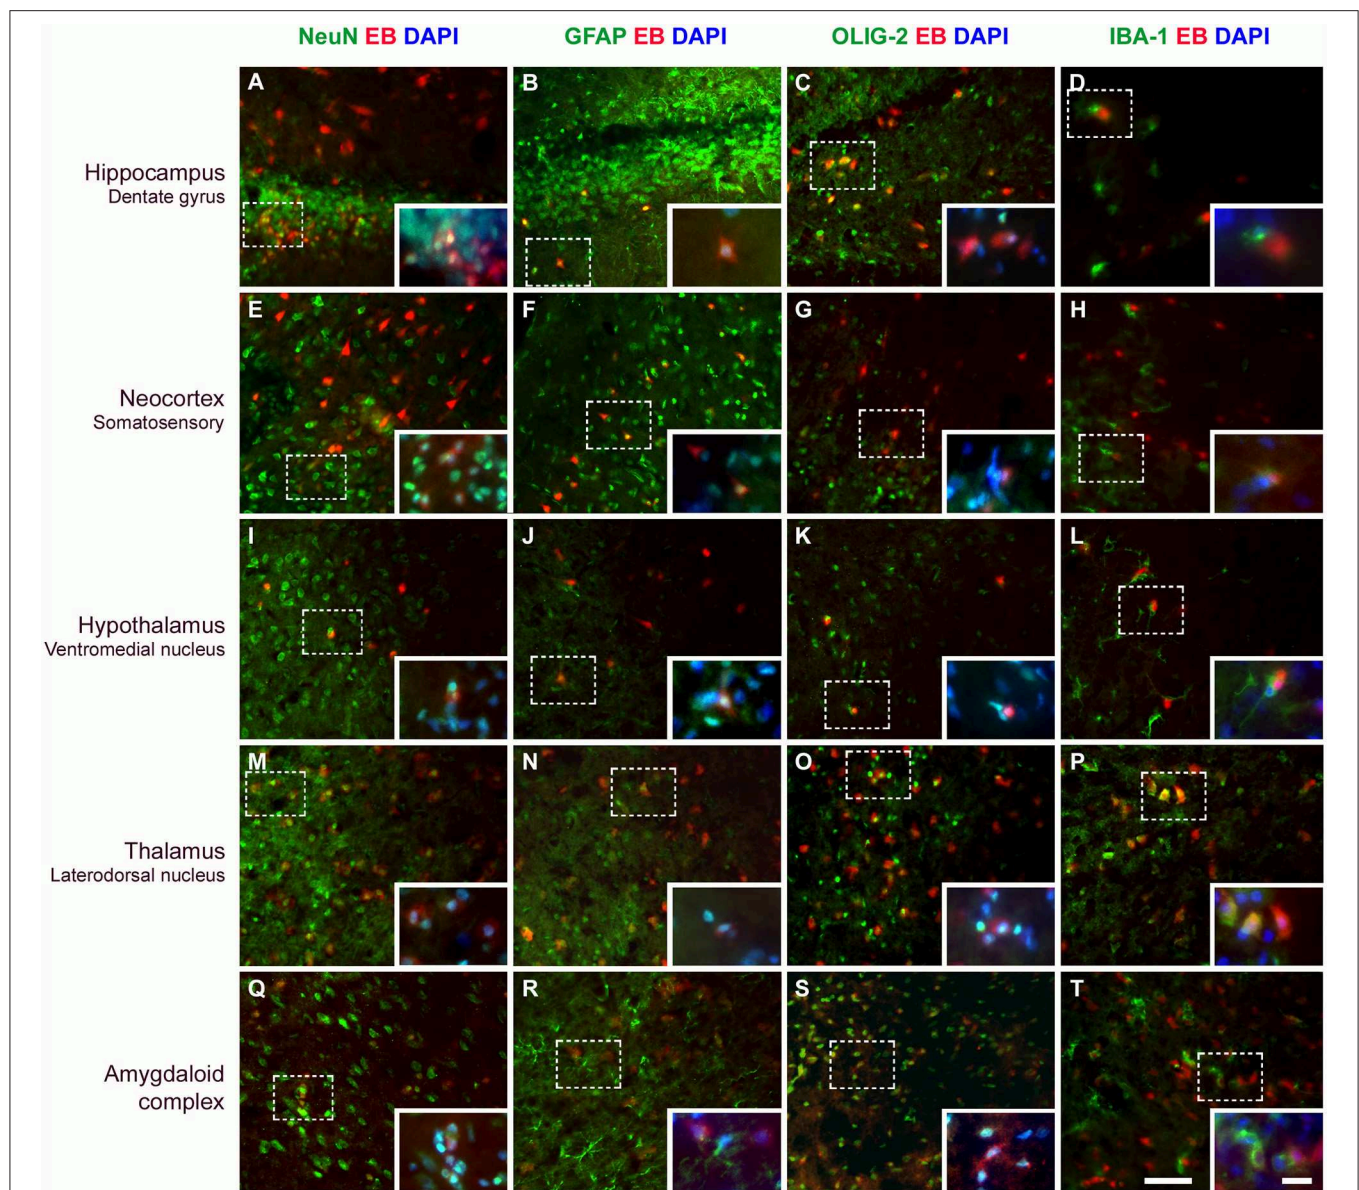 NeuN EB DAPI GFAP EB DAPI OLIG-2 EB DAPI IBA-1 EB DAPI
A B C D
Hippocampus
Dentate gyrus
E F G H
Neocortex
Somatosensory
I J K L
Hypothalamus
Ventromedial nucleus
M N O P
Thalamus
Laterodorsal nucleus
Q R S T
Amygdaloid
complex